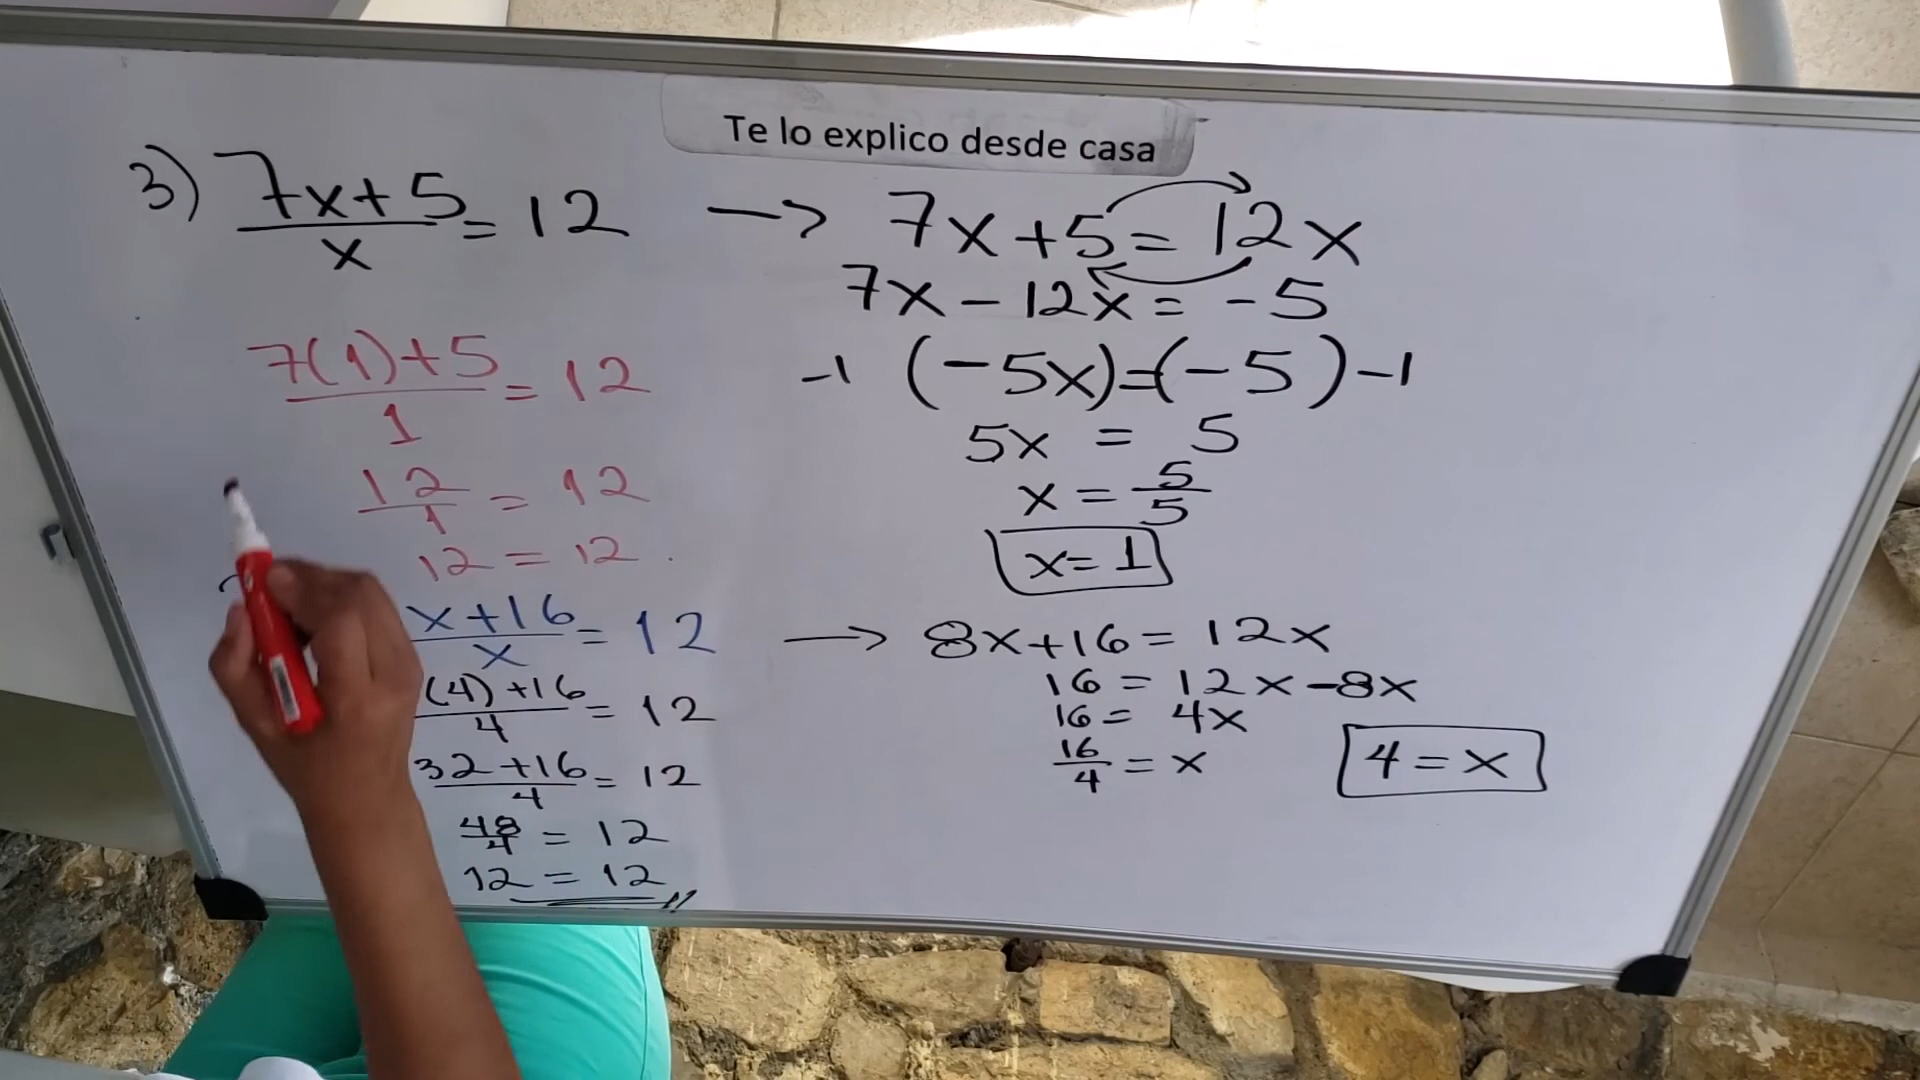 Te lo explico desde casa
3) 7x+5/x = 12 → 7x+5 = 12x
7x - 12x = -5
-1 (-5x)=(-5) -1
5x = 5
x = 5/5
x = 1
7(1)+5/1 = 12
12/1 = 12
12 = 12
x+16/x = 12 → 8x+16 = 12x
16 = 12x-8x
16 = 4x
16/4 = x
4 = x
(4)+16/4 = 12
32+16/4 = 12
48/4 = 12
12 = 12